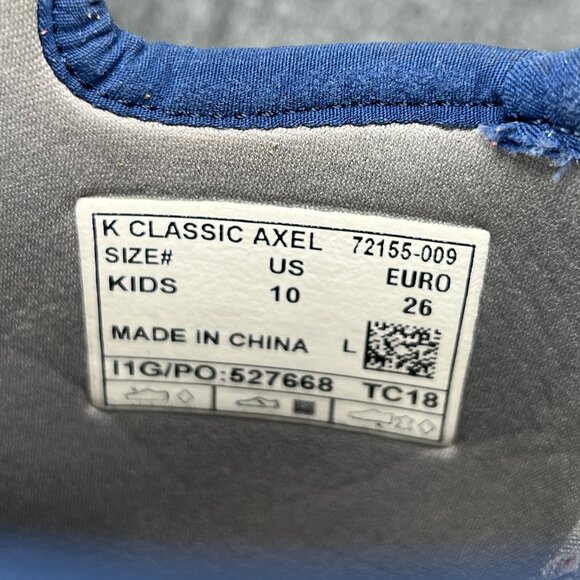 K CLASSIC AXEL 72155-009
SIZE# US EURO
KIDS 10 26
MADE IN CHINA L
I1G/PO:527668 TC18